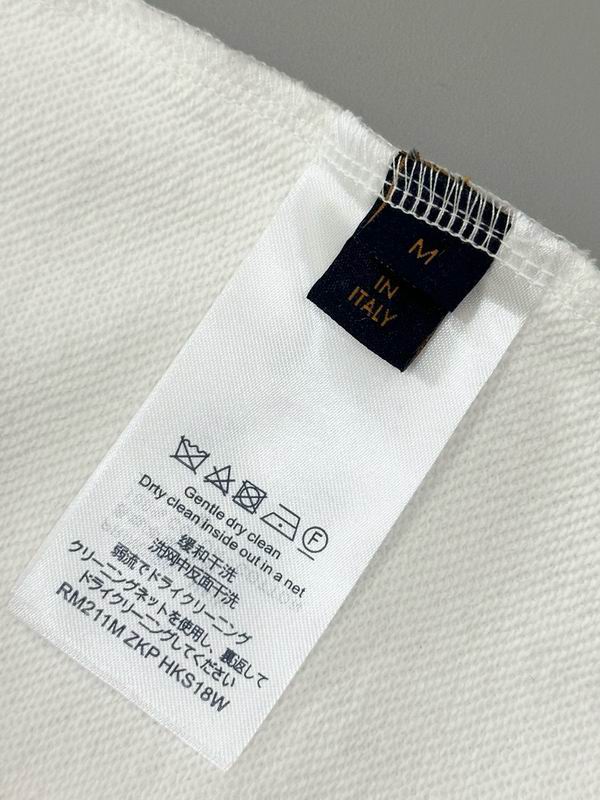 M
IN
ITALY
F
Gentle dry clean
Drty clean inside out in a net
缓和干洗
洗网中反面干洗
弱流でドライクリーニング
クリーニングネットを使用し、裏返して
ドライクリーニングしてください
RM211M ZKP HKS18W